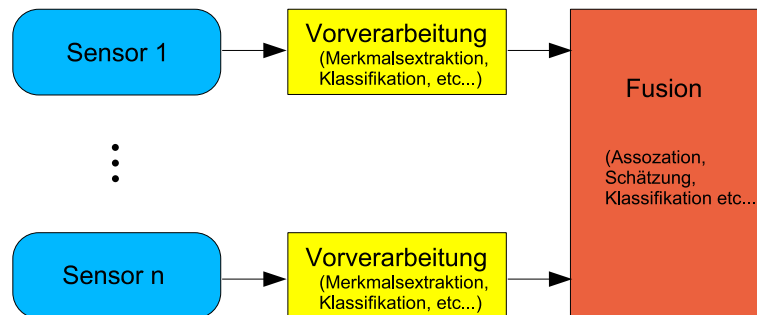 Sensor 1
Vorverarbeitung
(Merkmalsextraktion,
Klassifikation, etc...)
Fusion
(Assozation,
Schätzung,
Klassifikation etc...
Sensor n
Vorverarbeitung
(Merkmalsextraktion,
Klassifikation, etc...)